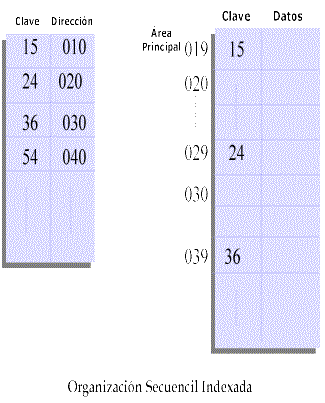 Clave Dirección
15 010
24 020
36 030
54 040
Área
Principal
Clave Datos
(019 15
(020
(029 24
(030
(039 36
Organización Secuencil Indexada